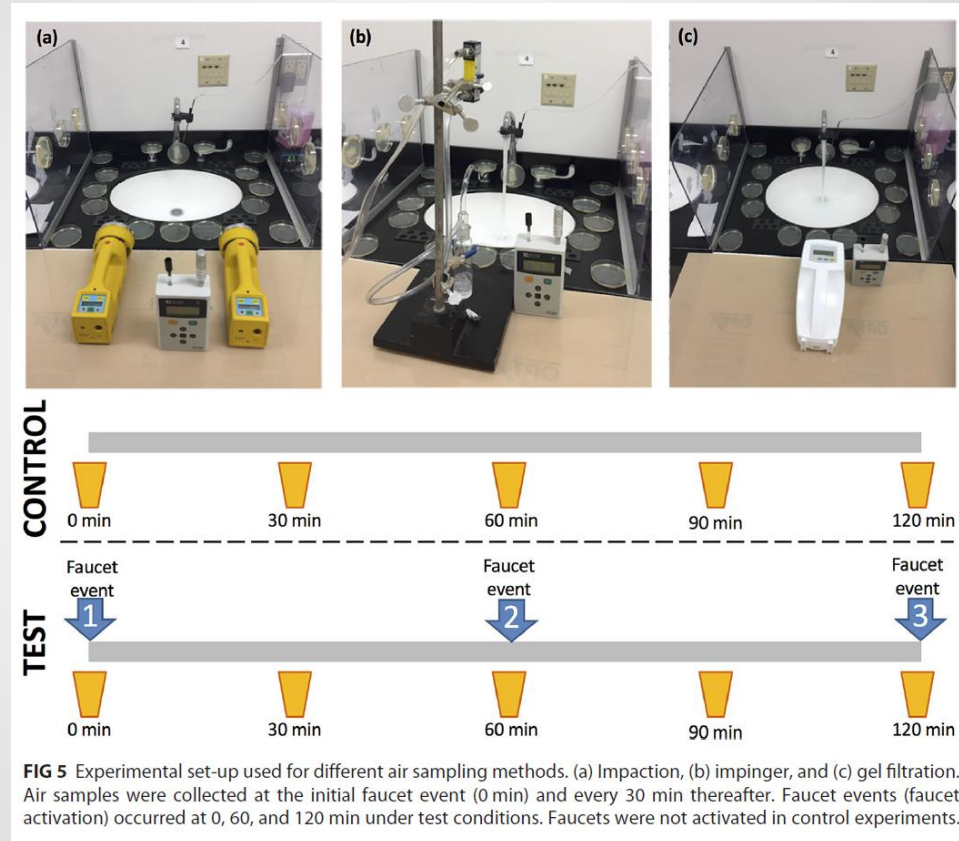 (a)
4
(b)
4
(c)
4
CONTROL
0 min
30 min
60 min
90 min
120 min
Faucet
event
1
Faucet
event
2
Faucet
event
3
TEST
0 min
30 min
60 min
90 min
120 min
FIG 5 Experimental set-up used for different air sampling methods. (a) Impaction, (b) impinger, and (c) gel filtration.
Air samples were collected at the initial faucet event (0 min) and every 30 min thereafter. Faucet events (faucet
activation) occurred at 0, 60, and 120 min under test conditions. Faucets were not activated in control experiments.